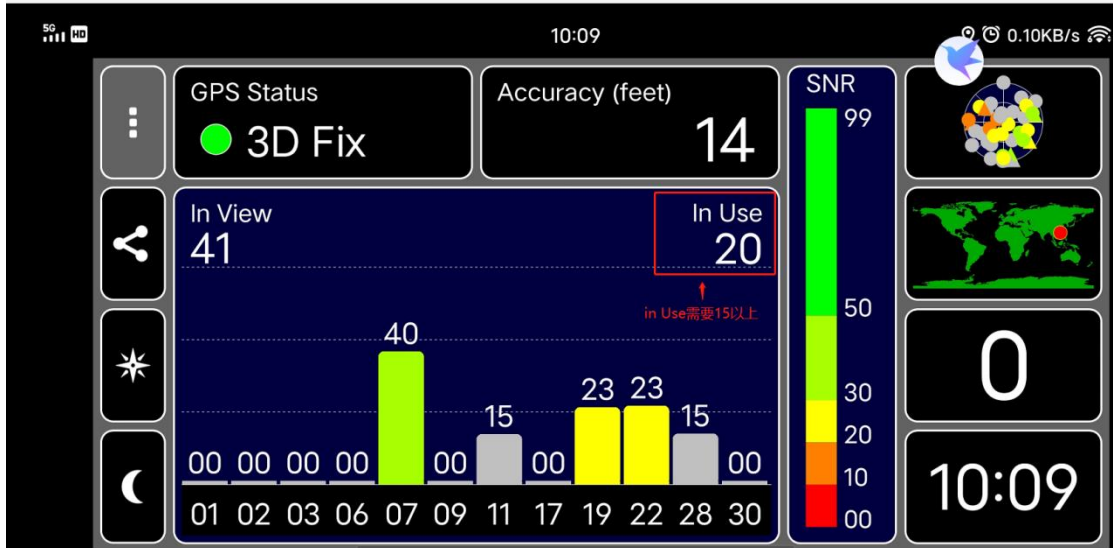 5G HD
10:09
0.10KB/s
GPS Status
3D Fix
Accuracy (feet)
14
SNR
99
50
30
20
10
00
In View
41
In Use
20
in Use需要15以上
40
23 23
15 15
00 00 00 00 00 00 00
01 02 03 06 07 09 11 17 19 22 28 30
0
10:09